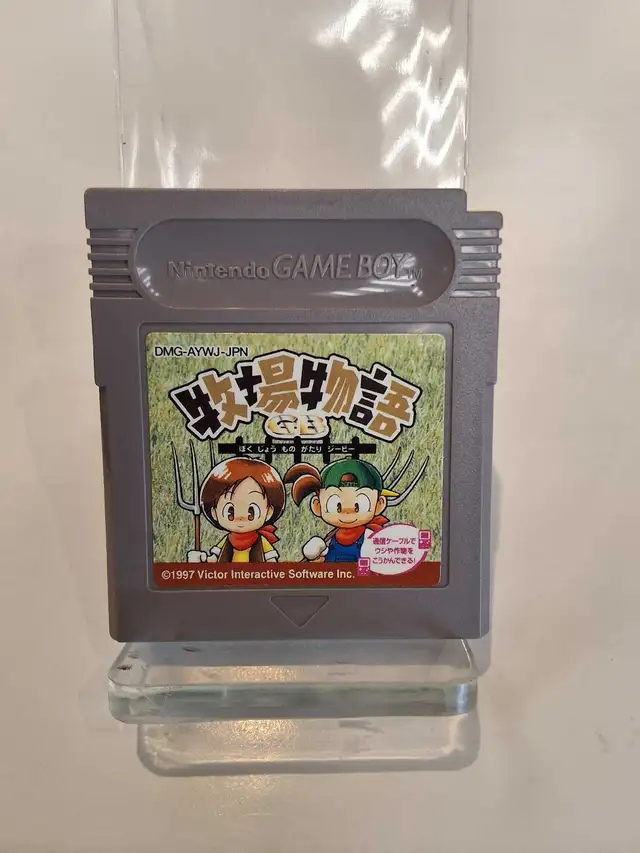 Nintendo GAME BOY TM
DMG-AYWJ-JPN
牧場物語
GB
ぼくじょうものがたり ジービー
通信ケーブルで
ウシや作物を
こうかんできる!
©1997 Victor Interactive Software Inc.